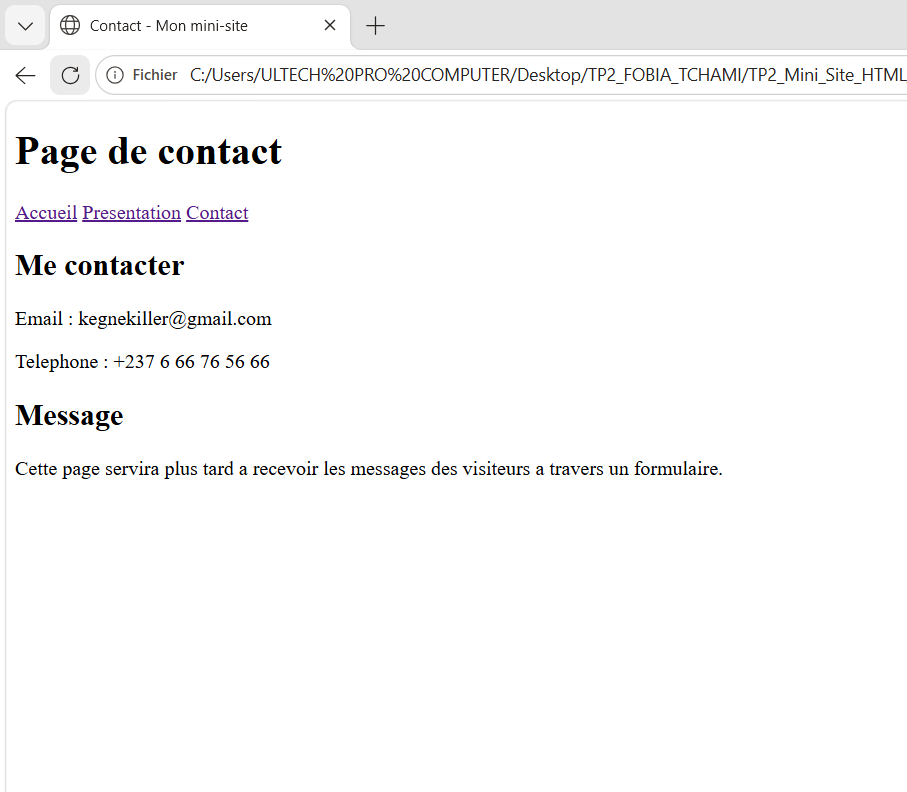 Contact - Mon mini-site
Fichier C:/Users/ULTECH%20PRO%20COMPUTER/Desktop/TP2_FOBIA_TCHAMI/TP2_Mini_Site_HTML
Page de contact
Accueil Presentation Contact
Me contacter
Email : kegnekiller@gmail.com
Telephone : +237 6 66 76 56 66
Message
Cette page servira plus tard a recevoir les messages des visiteurs a travers un formulaire.